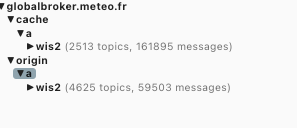 globalbroker.meteo.fr
cache
a
wis2 (2513 topics, 161895 messages)
origin
a
wis2 (4625 topics, 59503 messages)